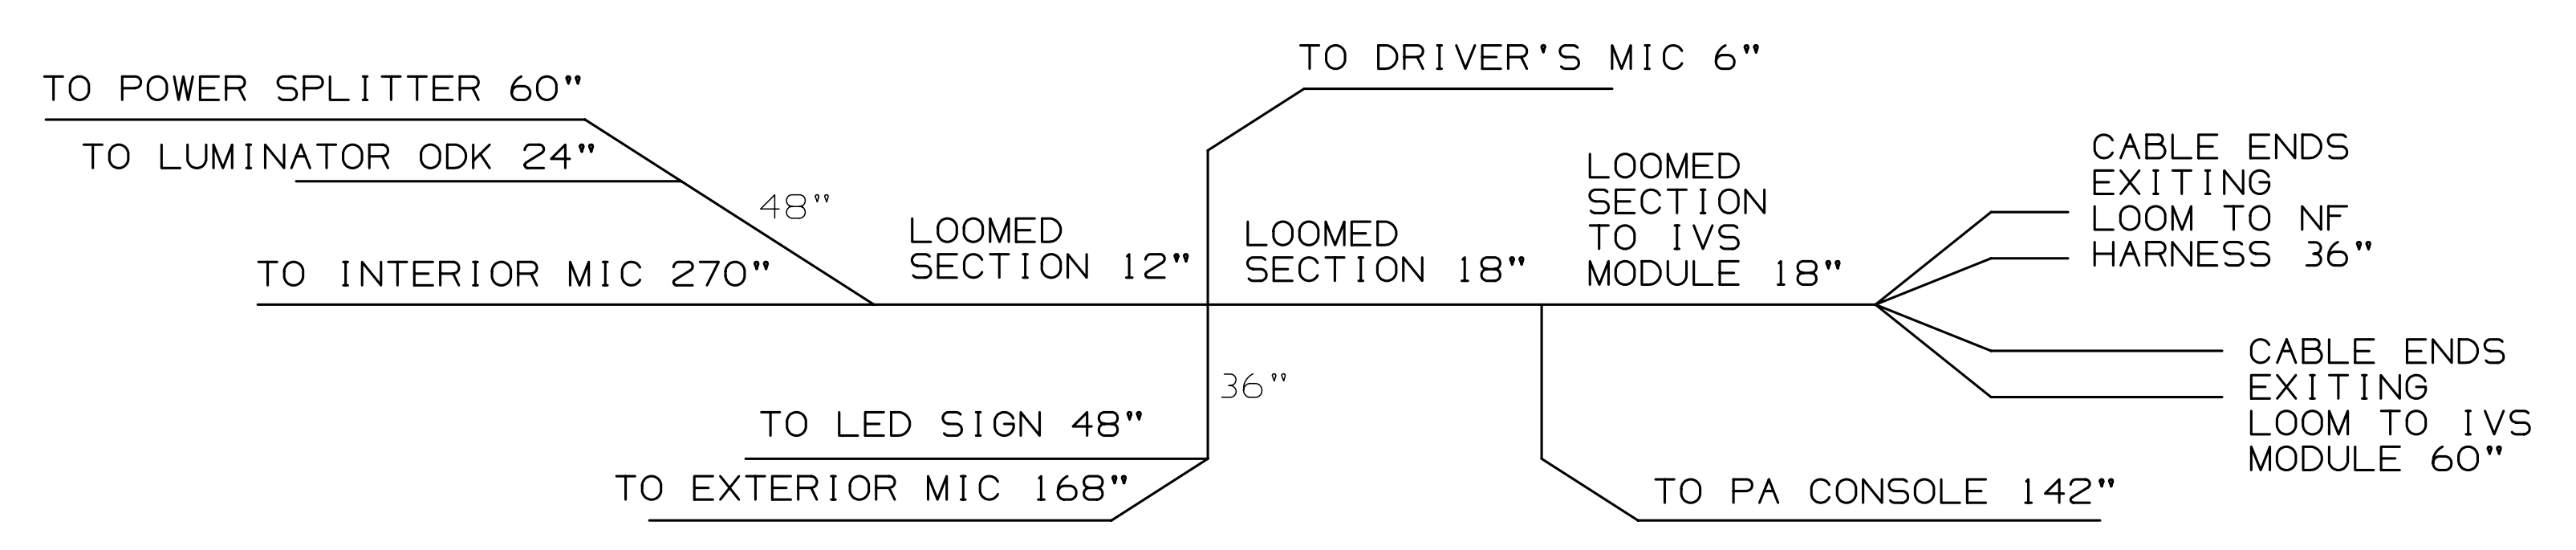 TO DRIVER'S MIC 6"
TO POWER SPLITTER 60"
TO LUMINATOR ODK 24"
48"
TO INTERIOR MIC 270"
LOOMED
SECTION 12"
LOOMED
SECTION 18"
LOOMED
SECTION
TO IVS
MODULE 18"
CABLE ENDS
EXITING
LOOM TO NF
HARNESS 36"
36"
TO LED SIGN 48"
TO EXTERIOR MIC 168"
TO PA CONSOLE 142"
CABLE ENDS
EXITING
LOOM TO IVS
MODULE 60"